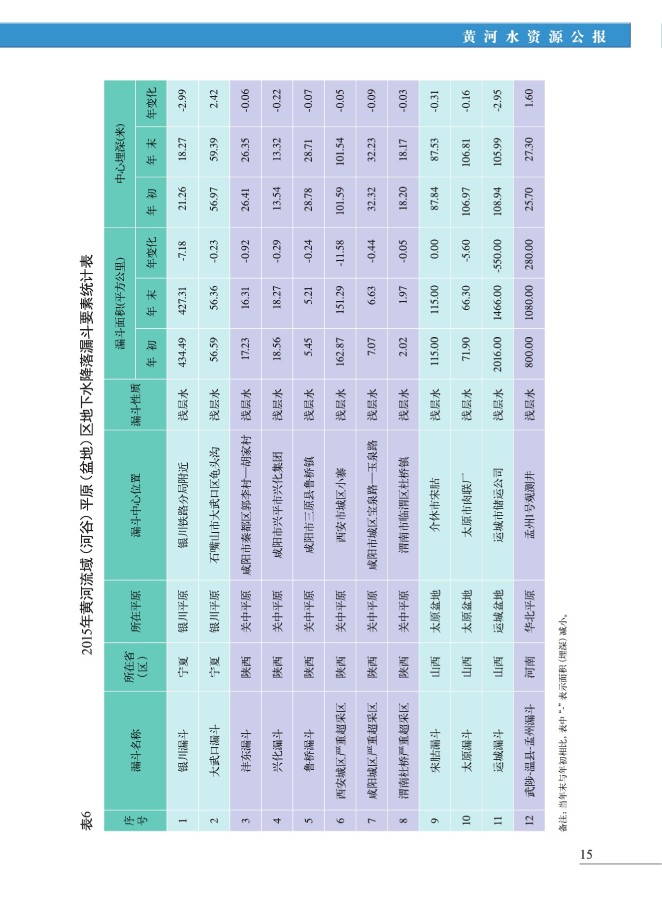 黄河水资源公报
表6 2015年黄河流域（河谷）平原（盆地）区地下水降落漏斗要素统计表
序号 漏斗名称 所在省（区） 所在平原 漏斗中心位置 漏斗性质 漏斗面积(平方公里) 中心埋深(米)
年初 年末 年变化 年初 年末 年变化
1 银川漏斗 宁夏 银川平原 银川铁路分局附近 浅层水 434.49 427.31 -7.18 21.26 18.27 -2.99
2 大武口漏斗 宁夏 银川平原 石嘴山市大武口区龟头沟 浅层水 56.59 56.36 -0.23 56.97 59.39 2.42
3 沣东漏斗 陕西 关中平原 咸阳市秦都区郭李村—胡家村 浅层水 17.23 16.31 -0.92 26.41 26.35 -0.06
4 兴化漏斗 陕西 关中平原 咸阳市兴平市兴化集团 浅层水 18.56 18.27 -0.29 13.54 13.32 -0.22
5 鲁桥漏斗 陕西 关中平原 咸阳市三原县鲁桥镇 浅层水 5.45 5.21 -0.24 28.78 28.71 -0.07
6 西安城区严重超采区 陕西 关中平原 西安市城区小寨 浅层水 162.87 151.29 -11.58 101.59 101.54 -0.05
7 咸阳城区严重超采区 陕西 关中平原 咸阳市城区宝泉路—玉泉路 浅层水 7.07 6.63 -0.44 32.32 32.23 -0.09
8 渭南杜桥严重超采区 陕西 关中平原 渭南市临渭区杜桥镇 浅层水 2.02 1.97 -0.05 18.20 18.17 -0.03
9 宋股漏斗 山西 太原盆地 介休市宋股 浅层水 115.00 115.00 0.00 87.84 87.53 -0.31
10 太原漏斗 山西 太原盆地 太原市肉联厂 浅层水 71.90 66.30 -5.60 106.97 106.81 -0.16
11 运城漏斗 山西 运城盆地 运城市储运公司 浅层水 2016.00 1466.00 -550.00 108.94 105.99 -2.95
12 武陟-温县-孟州漏斗 河南 华北平原 孟州1号观测井 浅层水 800.00 1080.00 280.00 25.70 27.30 1.60
备注：当年末与年初相比，表中“-”表示面积(埋深)减小。
15